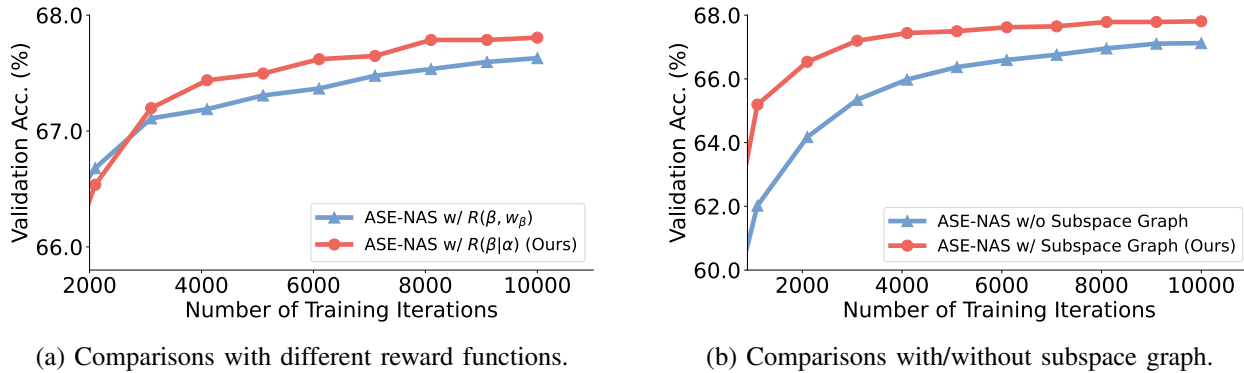 68.0
67.0
66.0
Validation Acc. (%)
ASE-NAS w/ R(β, wᵦ)
ASE-NAS w/ R(β|α) (Ours)
2000 4000 6000 8000 10000
Number of Training Iterations
(a) Comparisons with different reward functions.
68.0
66.0
64.0
62.0
60.0
Validation Acc. (%)
ASE-NAS w/o Subspace Graph
ASE-NAS w/ Subspace Graph (Ours)
2000 4000 6000 8000 10000
Number of Training Iterations
(b) Comparisons with/without subspace graph.